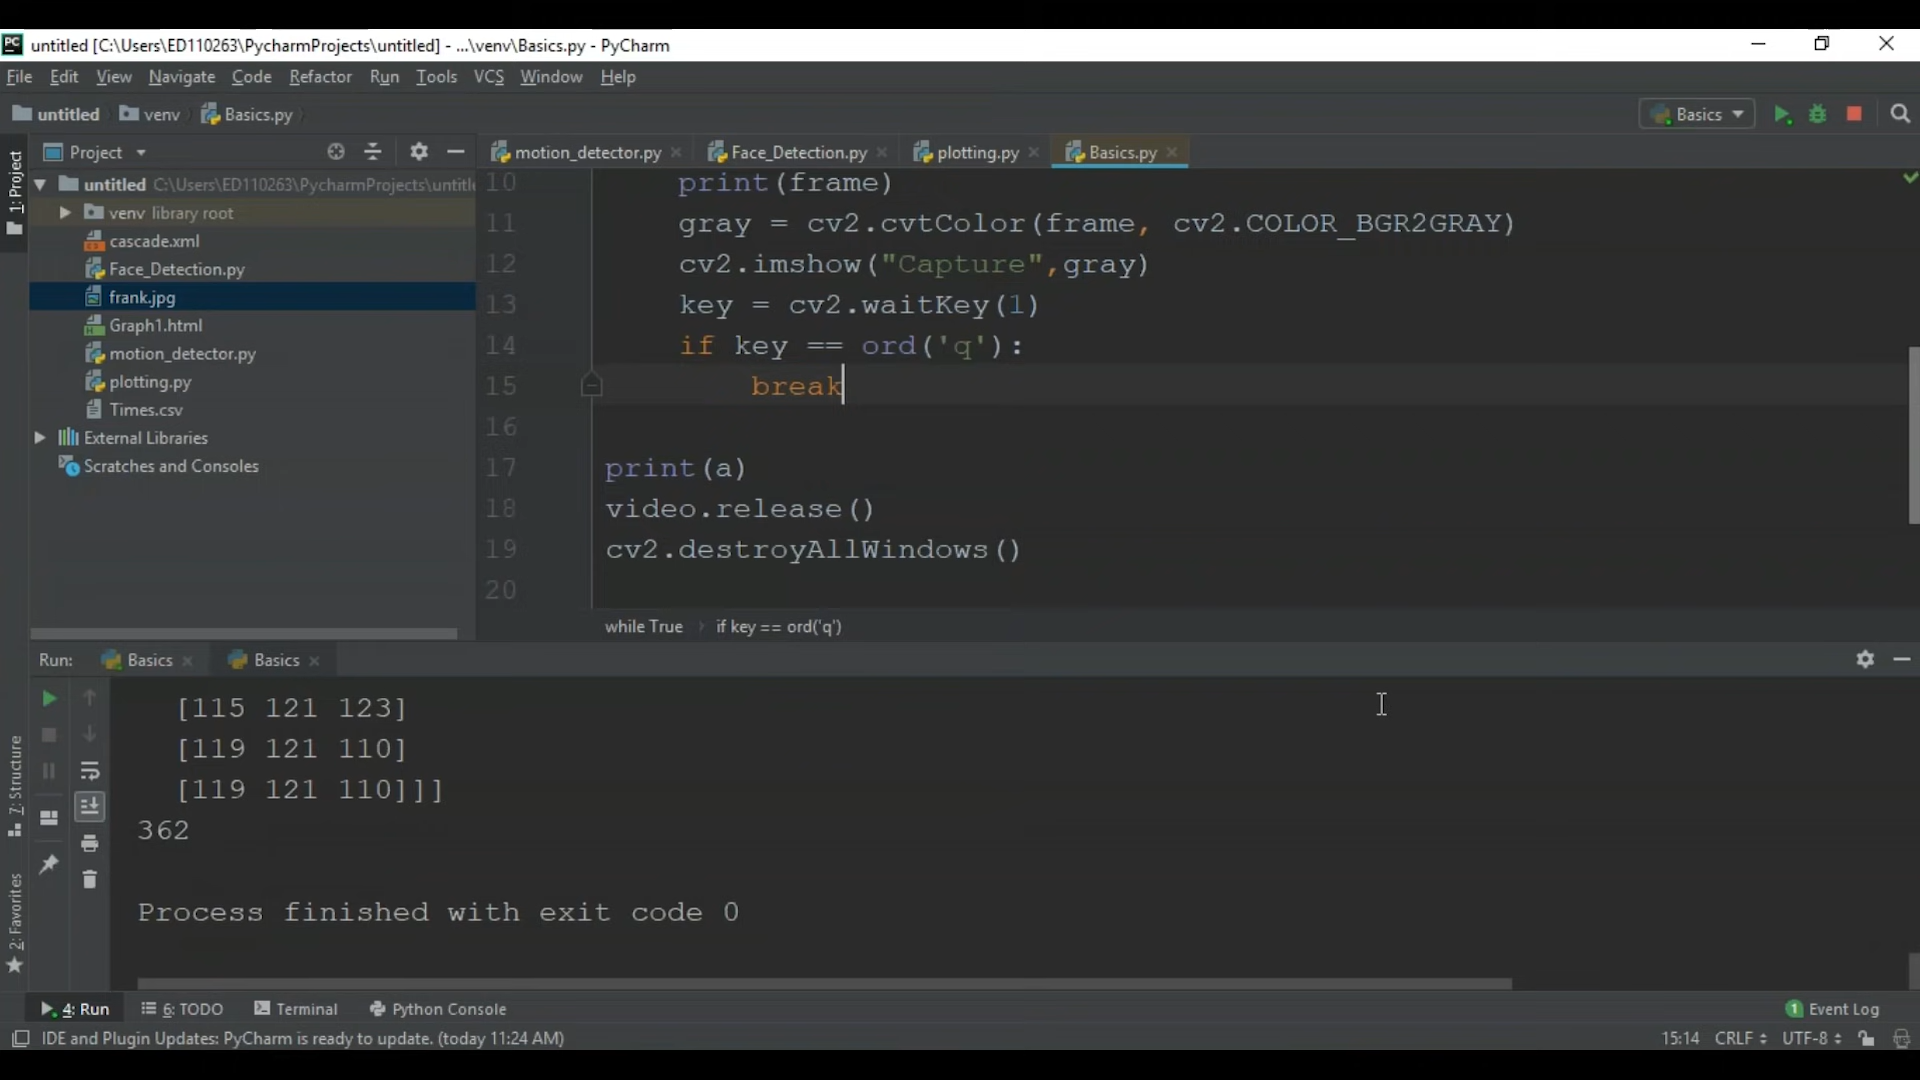 PC untitled [C:\Users\ED110263\PycharmProjects\untitled] - ...\venv\Basics.py - PyCharm
File Edit View Navigate Code Refactor Run Tools VCS Window Help
untitled venv Basics.py Basics
1: Project
Project
motion_detector.py Face_Detection.py plotting.py Basics.py
untitled C:\Users\ED110263\PycharmProjects\untitl
venv library root
cascade.xml
Face_Detection.py
frank.jpg
Graph1.html
motion_detector.py
plotting.py
Times.csv
External Libraries
Scratches and Consoles
10 print(frame)
11 gray = cv2.cvtColor(frame, cv2.COLOR_BGR2GRAY)
12 cv2.imshow("Capture",gray)
13 key = cv2.waitKey(1)
14 if key == ord('q'):
15 break
16
17 print(a)
18 video.release()
19 cv2.destroyAllWindows()
20
while True if key == ord('q')
Run: Basics Basics
7: Structure
2: Favorites
[115 121 123]
[119 121 110]
[119 121 110]]]
362
Process finished with exit code 0
4: Run 6: TODO Terminal Python Console 1 Event Log
IDE and Plugin Updates: PyCharm is ready to update. (today 11:24 AM) 15:14 CRLF UTF-8